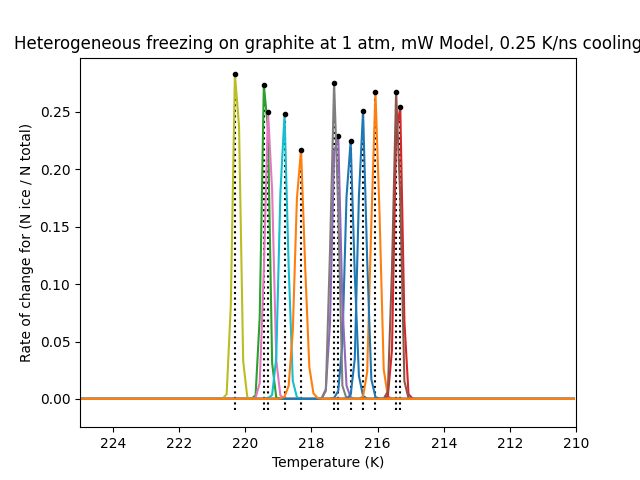 Heterogeneous freezing on graphite at 1 atm, mW Model, 0.25 K/ns cooling
Rate of change for (N ice / N total)
0.25
0.20
0.15
0.10
0.05
0.00
224 222 220 218 216 214 212 210
Temperature (K)